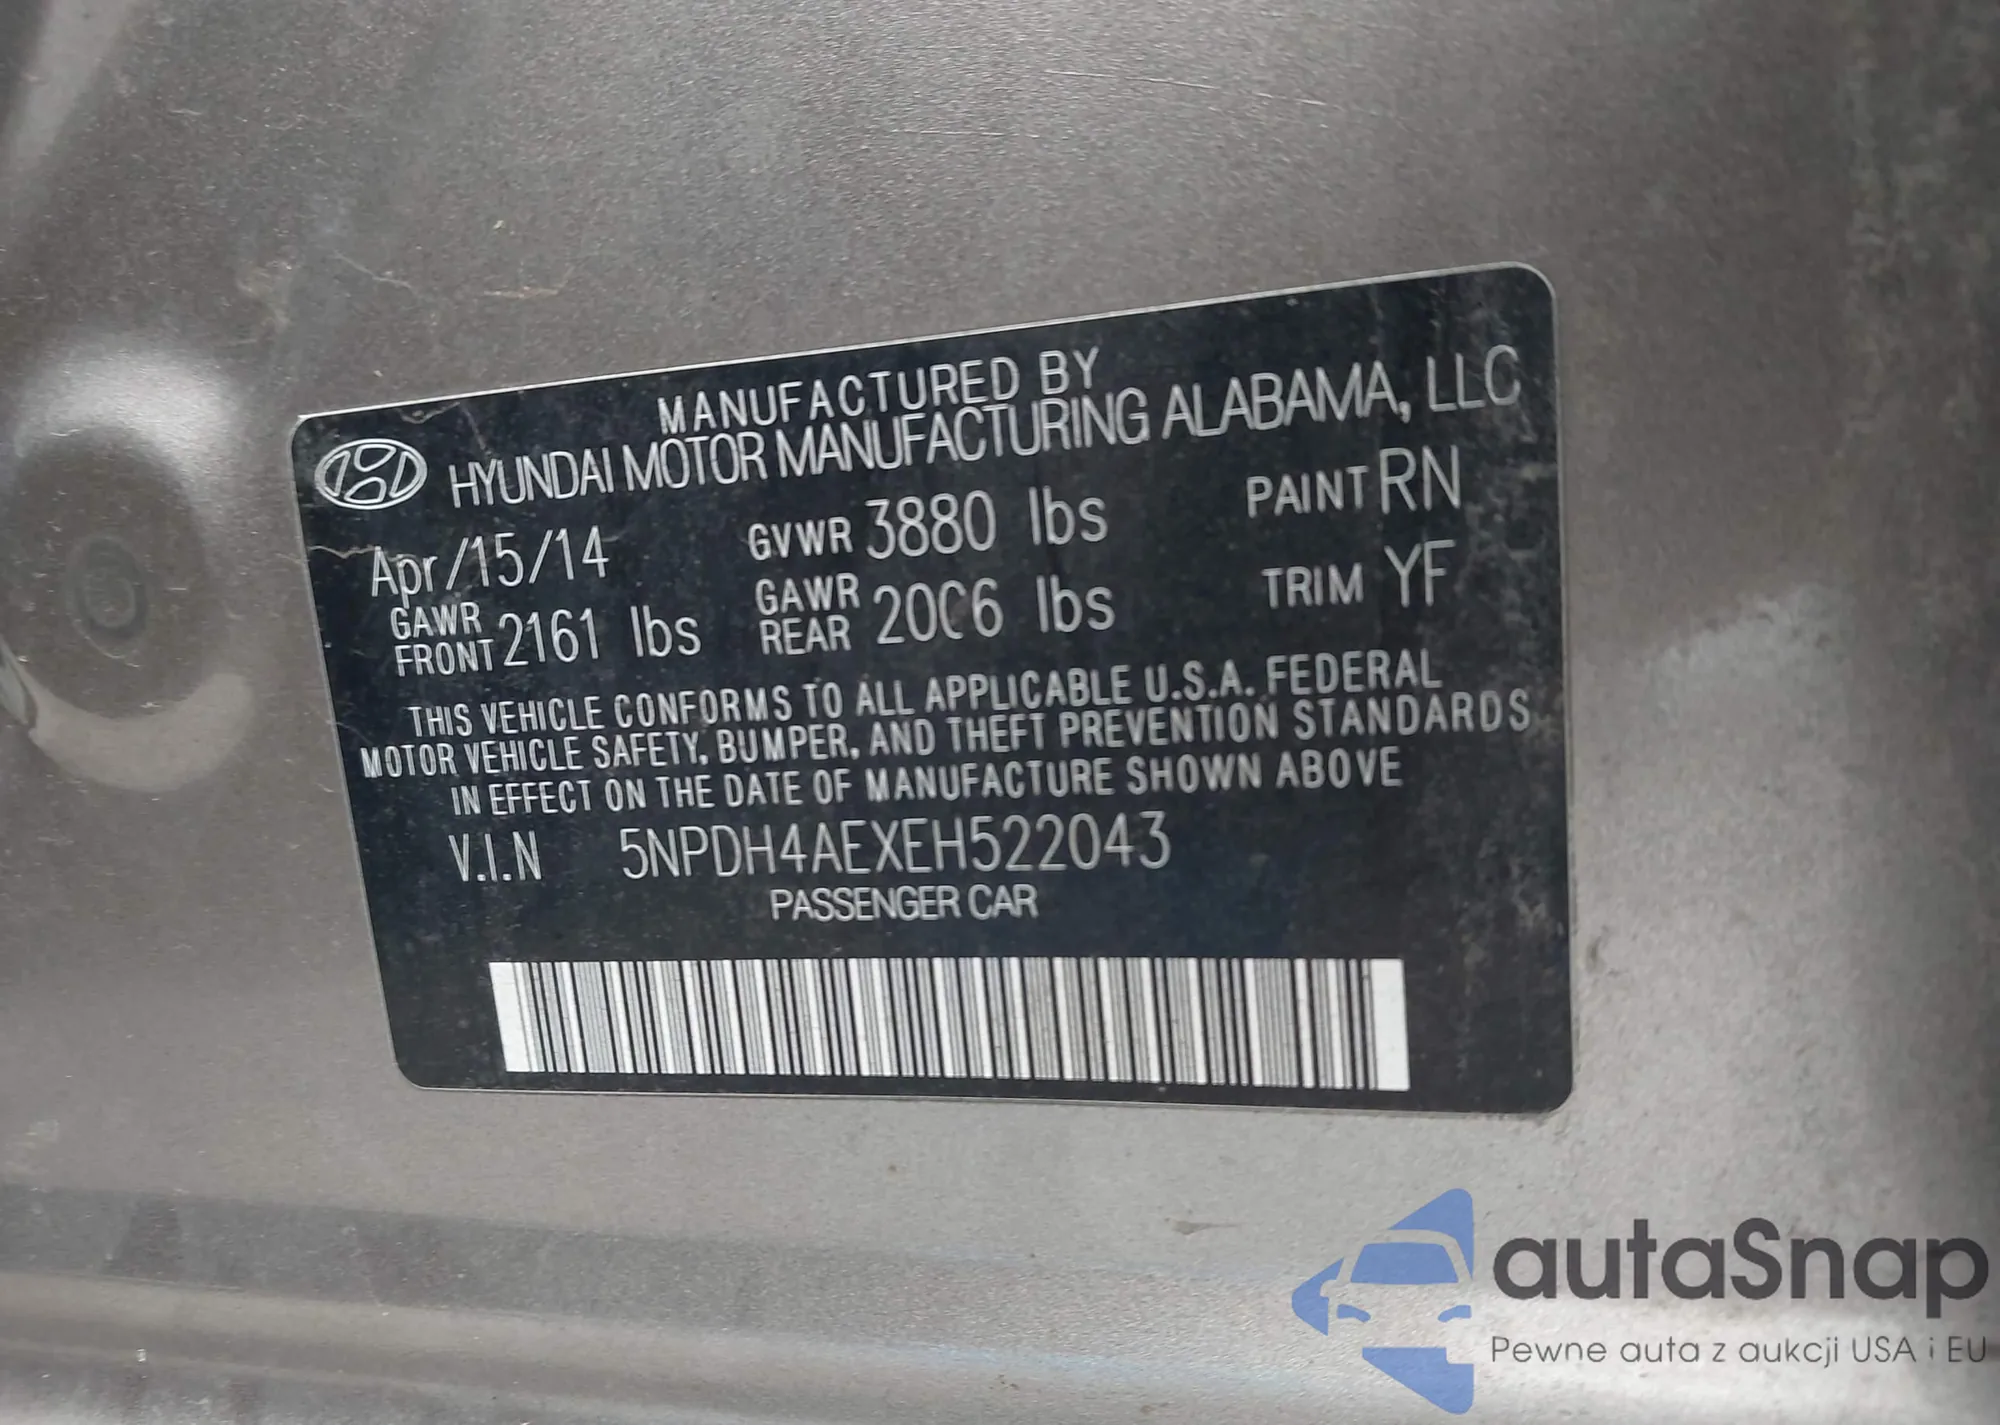 MANUFACTURED BY
HYUNDAI MOTOR MANUFACTURING ALABAMA, LLC
Apr/15/14 GVWR 3880 lbs PAINT RN
GAWR FRONT 2161 lbs GAWR REAR 2006 lbs TRIM YF
THIS VEHICLE CONFORMS TO ALL APPLICABLE U.S.A. FEDERAL
MOTOR VEHICLE SAFETY, BUMPER, AND THEFT PREVENTION STANDARDS
IN EFFECT ON THE DATE OF MANUFACTURE SHOWN ABOVE
V.I.N 5NPDH4AEXEH522043
PASSENGER CAR
autaSnap
Pewne auta z aukcji USA i EU